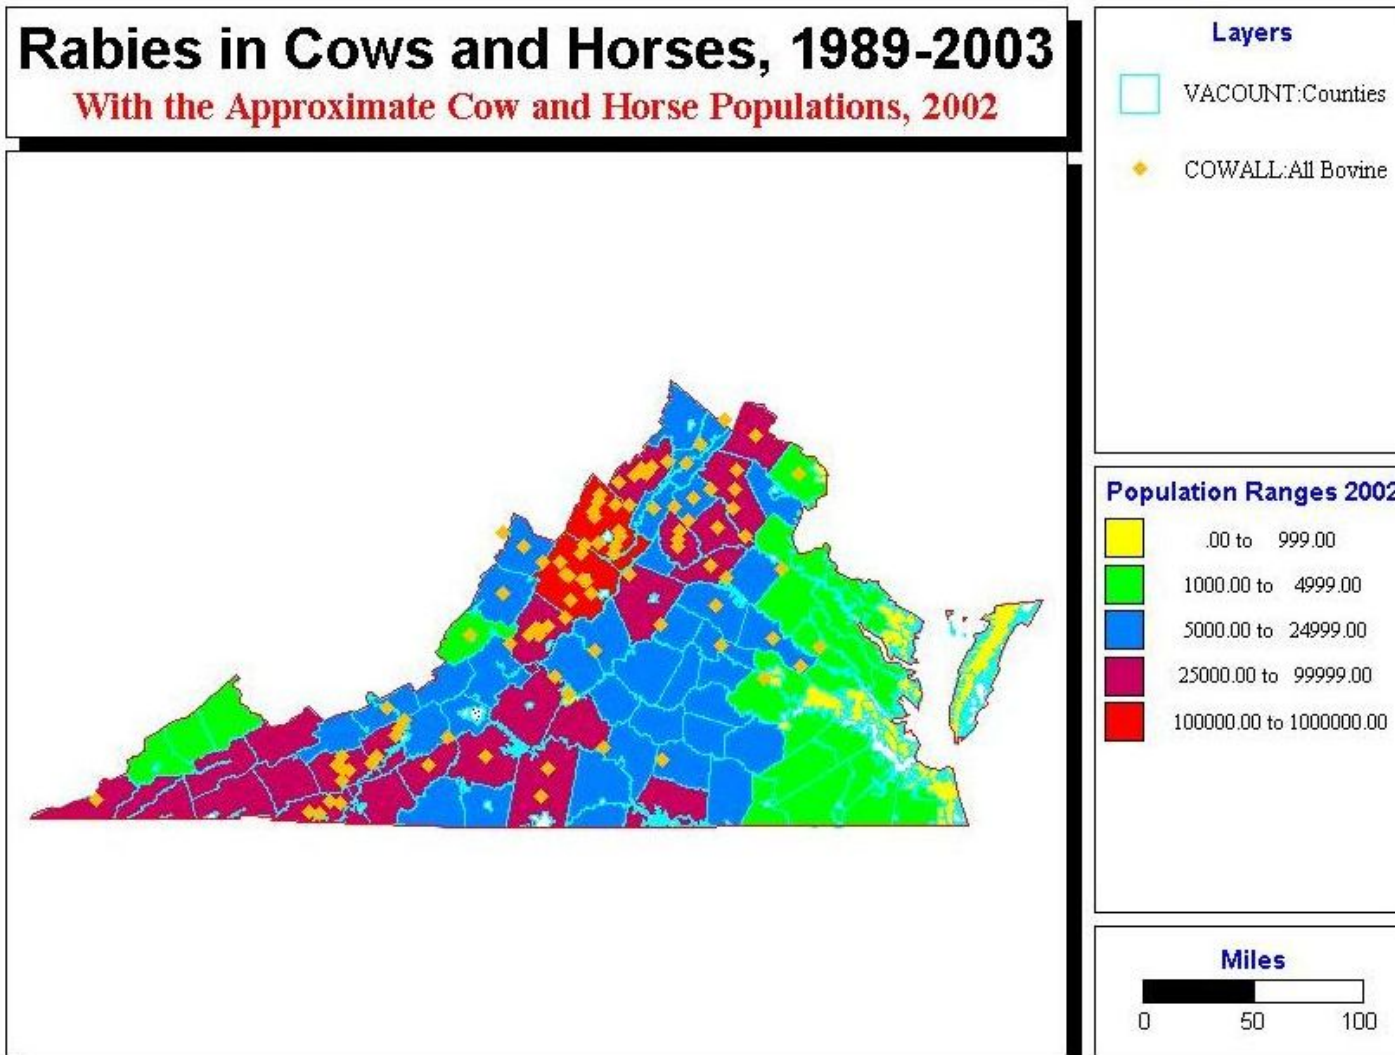 Rabies in Cows and Horses, 1989-2003
With the Approximate Cow and Horse Populations, 2002
Layers
VACOUNT:Counties
COWALL:All Bovine
Population Ranges 2002
.00 to 999.00
1000.00 to 4999.00
5000.00 to 24999.00
25000.00 to 99999.00
100000.00 to 1000000.00
Miles
0 50 100